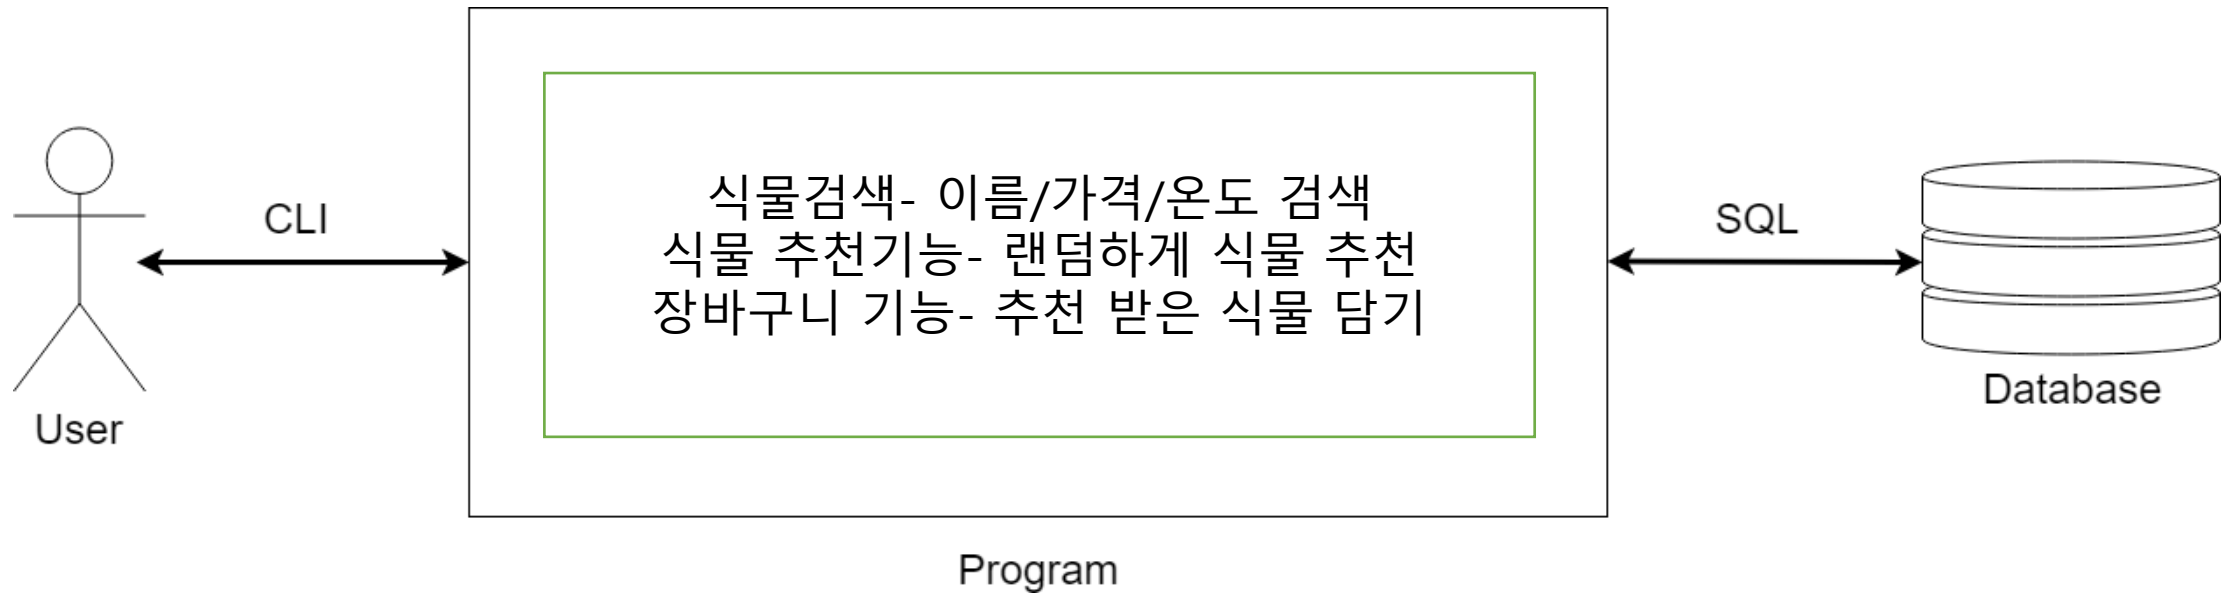 식물검색- 이름/가격/온도 검색
식물 추천기능- 랜덤하게 식물 추천
장바구니 기능- 추천 받은 식물 담기
CLI
SQL
User
Database
Program